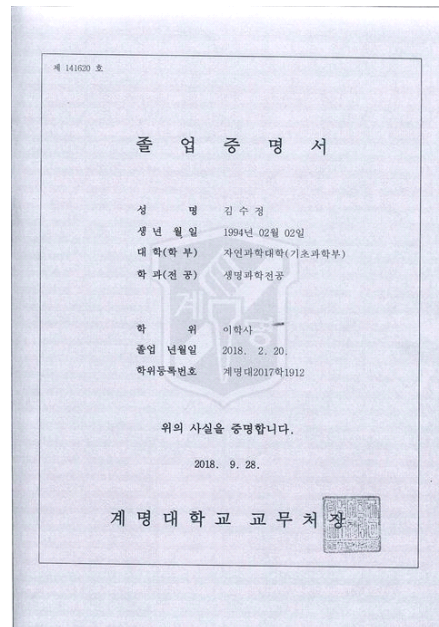 제 141620 호
졸 업 증 명 서
성 명 김수정
생 년 월 일 1994년 02월 02일
대 학(학 부) 자연과학대학(기초과학부)
학 과(전 공) 생명과학전공
계 명
학 위 이학사
졸업 년월일 2018. 2. 20.
학위등록번호 계명대2017학1912
위의 사실을 증명합니다.
2018. 9. 28.
계 명 대 학 교 교 무 처 장